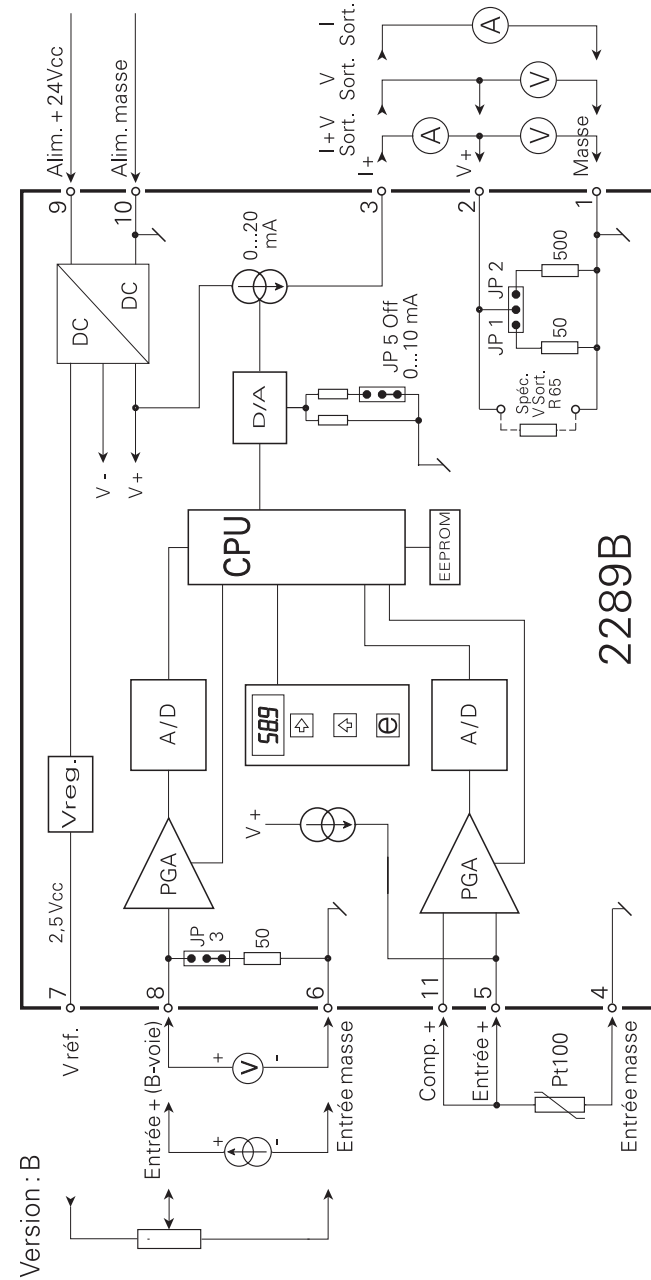 Version : B
V réf.
7
2,5 Vcc
Vreg.
DC
DC
9
Alim. + 24Vcc
10
Alim. masse
V -
V +
Entrée + (B-voie)
8
PGA
A/D
JP
3
50
+
V
-
+
-
6
Entrée masse
CPU
EEPROM
D/A
0...20
mA
JP 5 Off
0...10 mA
58.9
e
V +
Comp. +
11
Entrée +
5
PGA
A/D
Pt100
4
Entrée masse
3
I+
I + V
Sort.
V
Sort.
I
Sort.
A
A
V +
2
V
V
Masse
1
JP 1
JP 2
50
500
Spéc.
V Sort.
R 65
2289B